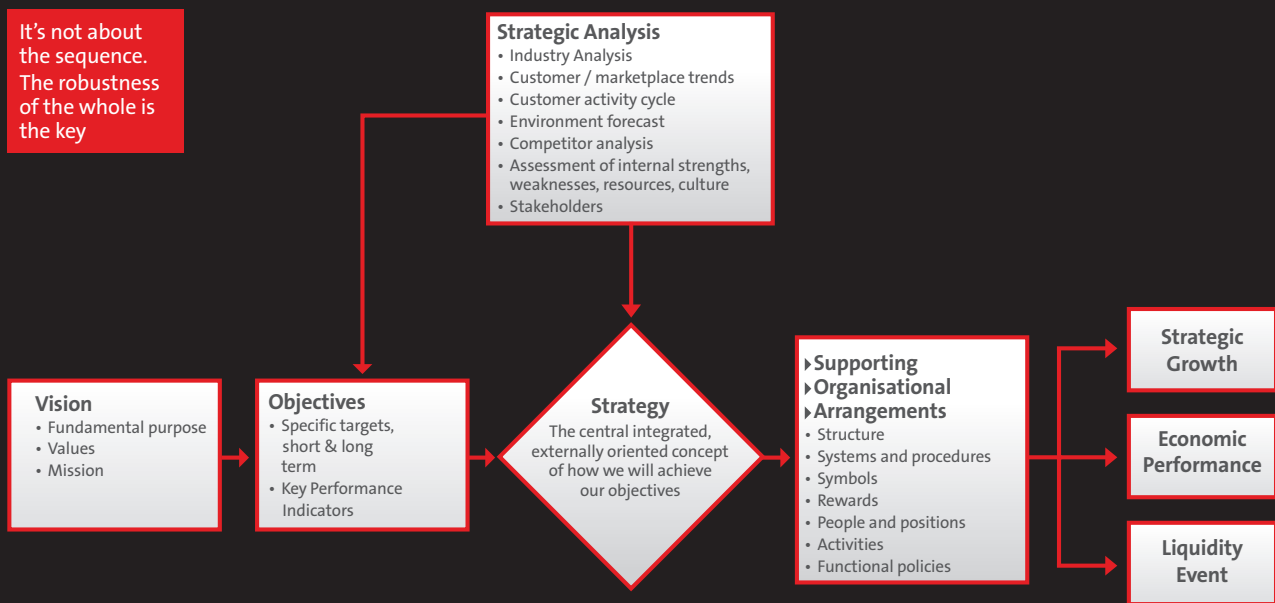 It’s not about
the sequence.
The robustness
of the whole is
the key
Strategic Analysis
• Industry Analysis
• Customer / marketplace trends
• Customer activity cycle
• Environment forecast
• Competitor analysis
• Assessment of internal strengths,
weaknesses, resources, culture
• Stakeholders
Vision
• Fundamental purpose
• Values
• Mission
Objectives
• Specific targets,
short & long
term
• Key Performance
Indicators
Strategy
The central integrated,
externally oriented concept
of how we will achieve
our objectives
Supporting
Organisational
Arrangements
• Structure
• Systems and procedures
• Symbols
• Rewards
• People and positions
• Activities
• Functional policies
Strategic
Growth
Economic
Performance
Liquidity
Event